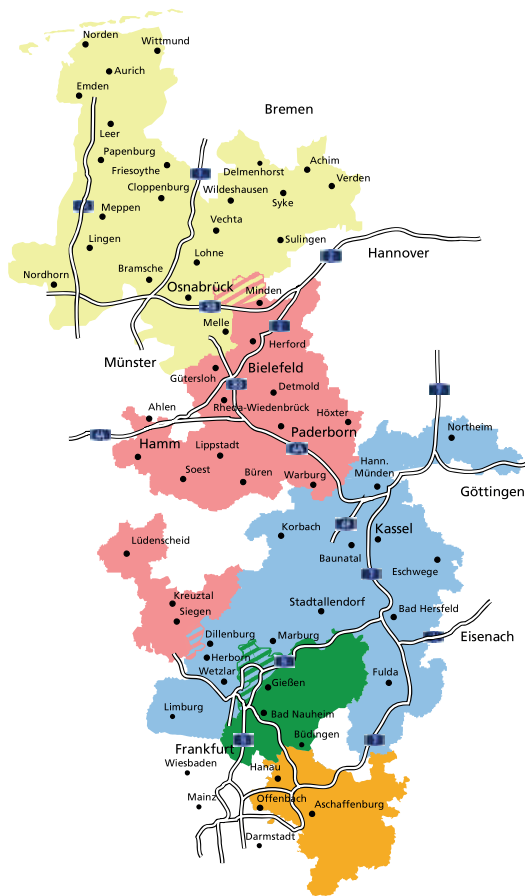 Norden
Wittmund
Aurich
Emden
Bremen
Leer
Papenburg
Friesoythe
Delmenhorst
Achim
Cloppenburg
Wildeshausen
Verden
Syke
Meppen
Vechta
Lingen
Sulingen
Lohne
Hannover
Nordhorn
Bramsche
Osnabrück
Minden
Melle
Herford
Münster
Bielefeld
Gütersloh
Detmold
Rheda-Wiedenbrück
Ahlen
Höxter
Northeim
Paderborn
Hamm
Lippstadt
Hann.
Münden
Soest
Büren
Warburg
Göttingen
Korbach
Kassel
Lüdenscheid
Baunatal
Eschwege
Kreuztal
Stadtallendorf
Siegen
Bad Hersfeld
Dillenburg
Marburg
Eisenach
Herborn
Wetzlar
Gießen
Fulda
Limburg
Bad Nauheim
Büdingen
Frankfurt
Wiesbaden
Hanau
Mainz
Offenbach
Aschaffenburg
Darmstadt